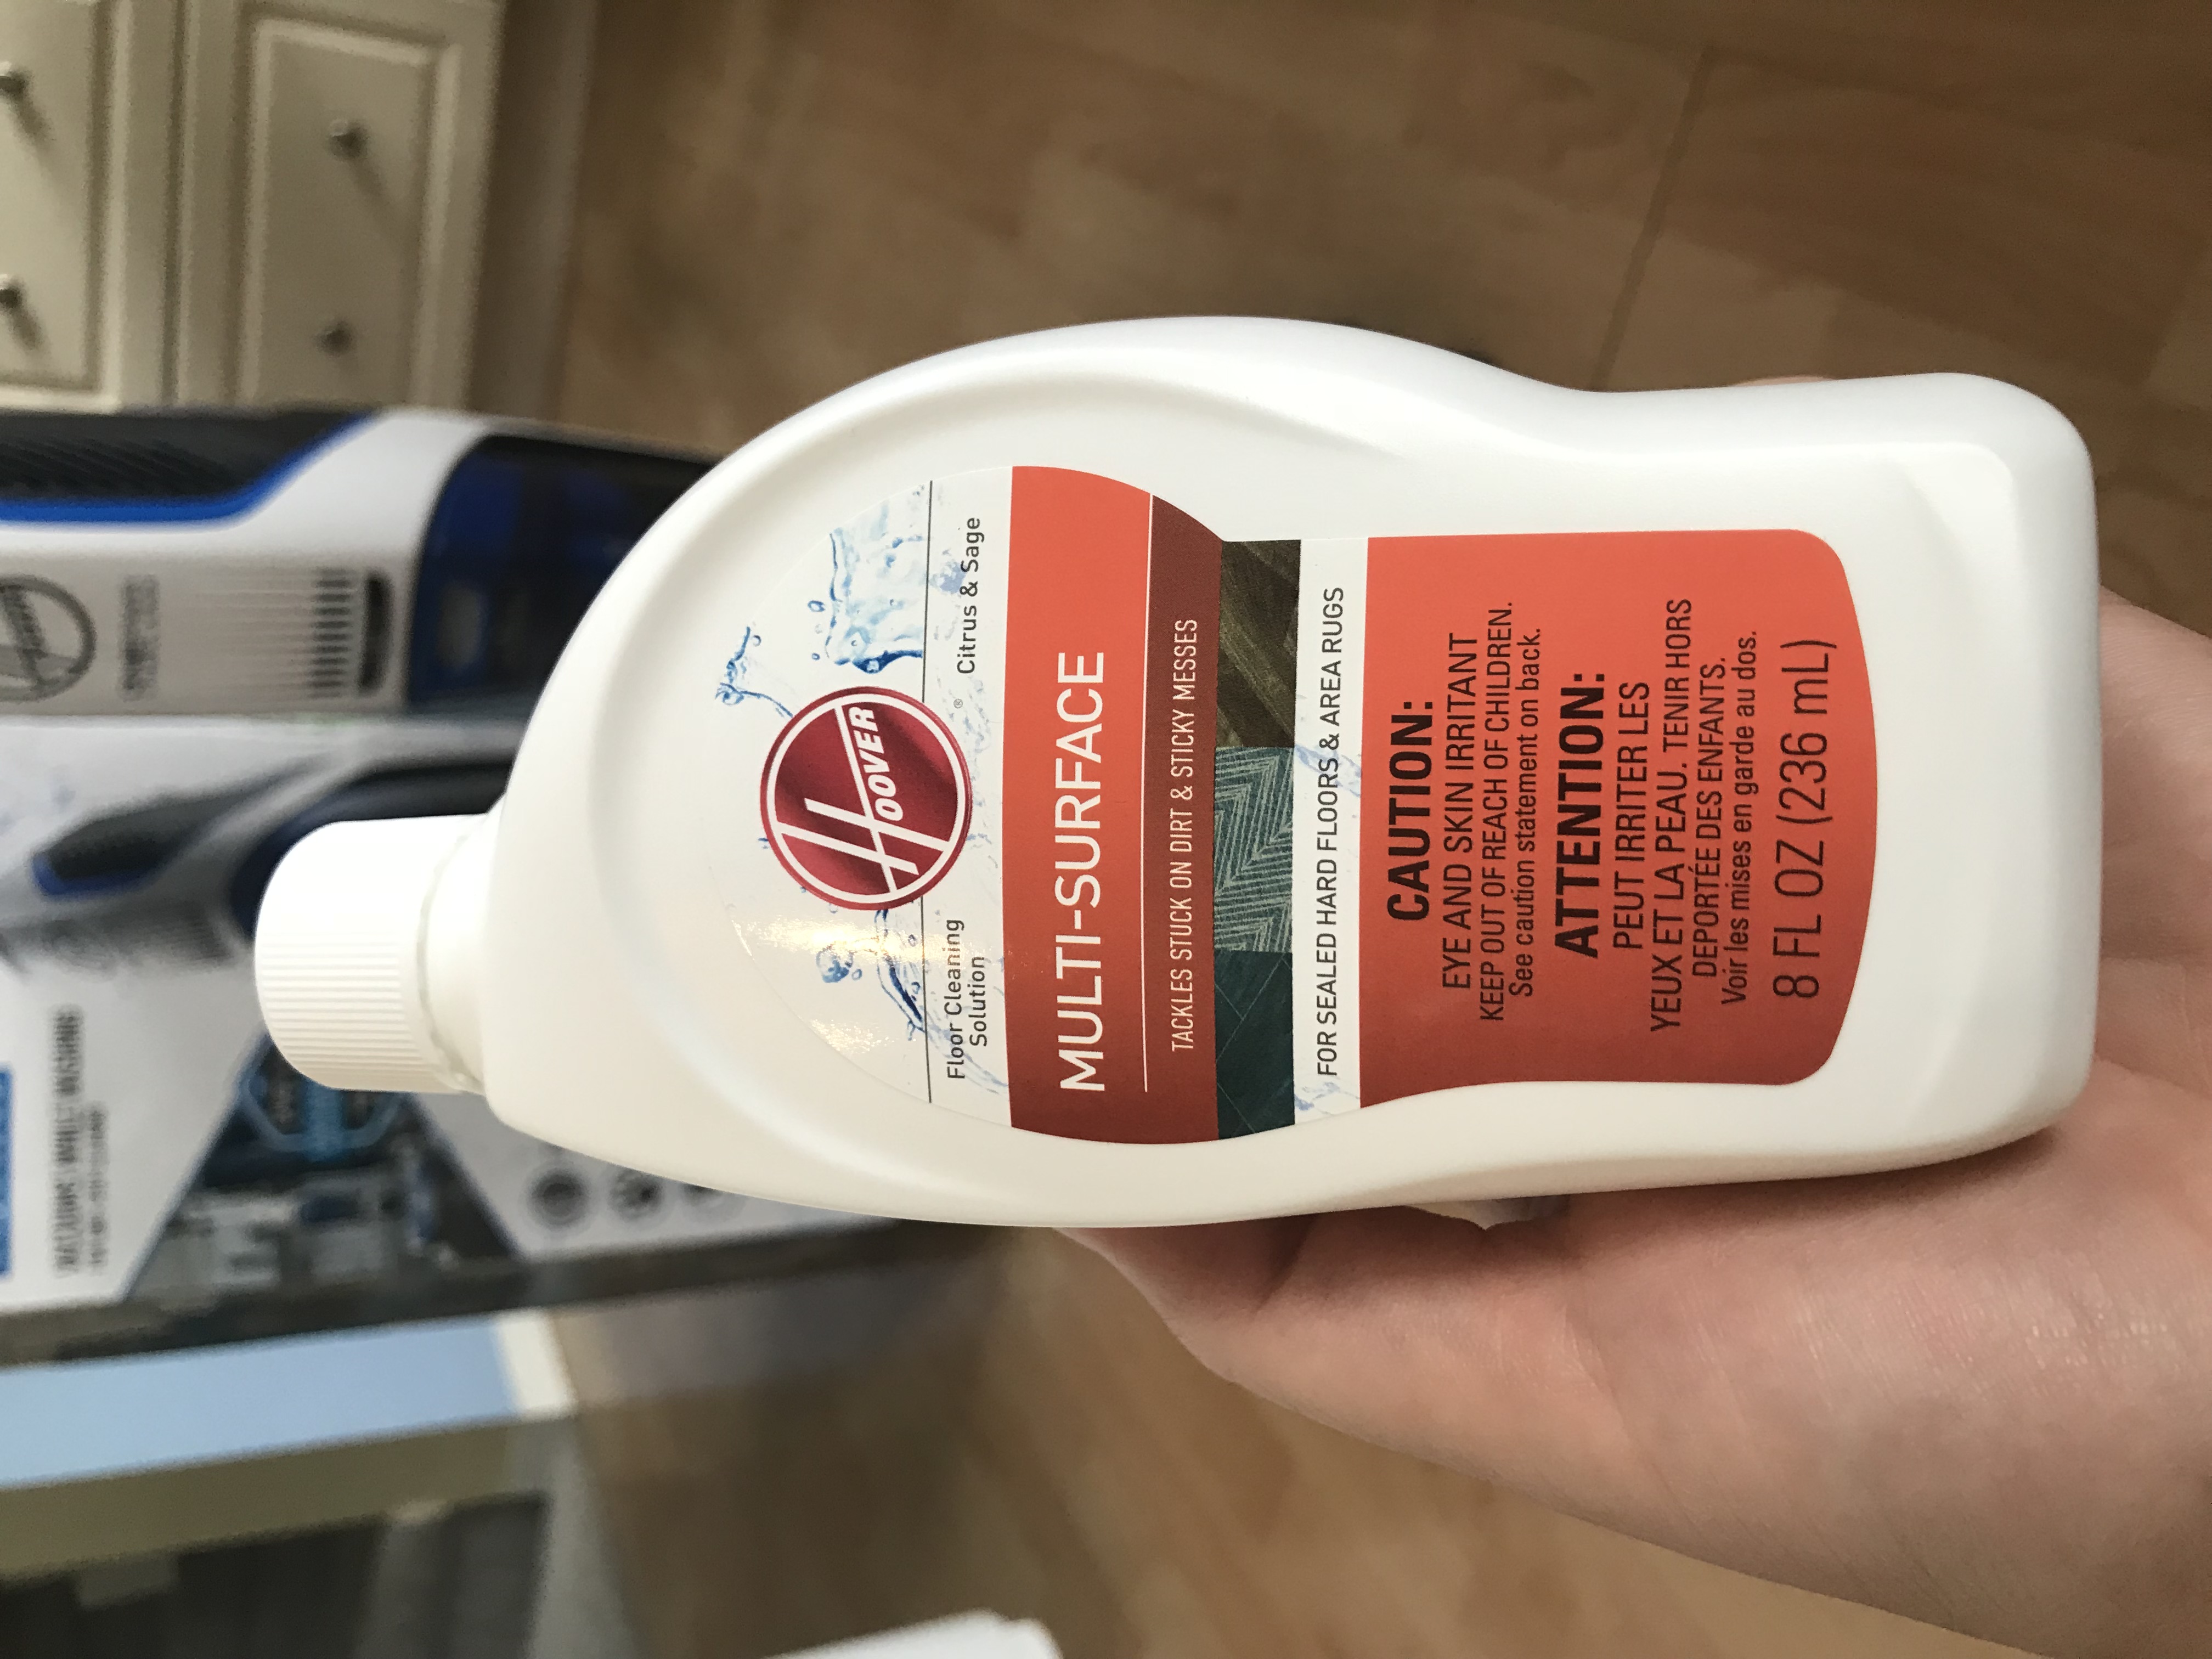 HOOVER
®
Floor Cleaning
Solution
Citrus & Sage
MULTI-SURFACE
TACKLES STUCK ON DIRT & STICKY MESSES
FOR SEALED HARD FLOORS & AREA RUGS
CAUTION:
EYE AND SKIN IRRITANT
KEEP OUT OF REACH OF CHILDREN.
See caution statement on back.
ATTENTION:
PEUT IRRITER LES
YEUX ET LA PEAU. TENIR HORS
DEPORTÉE DES ENFANTS.
Voir les mises en garde au dos.
8 FL OZ (236 mL)